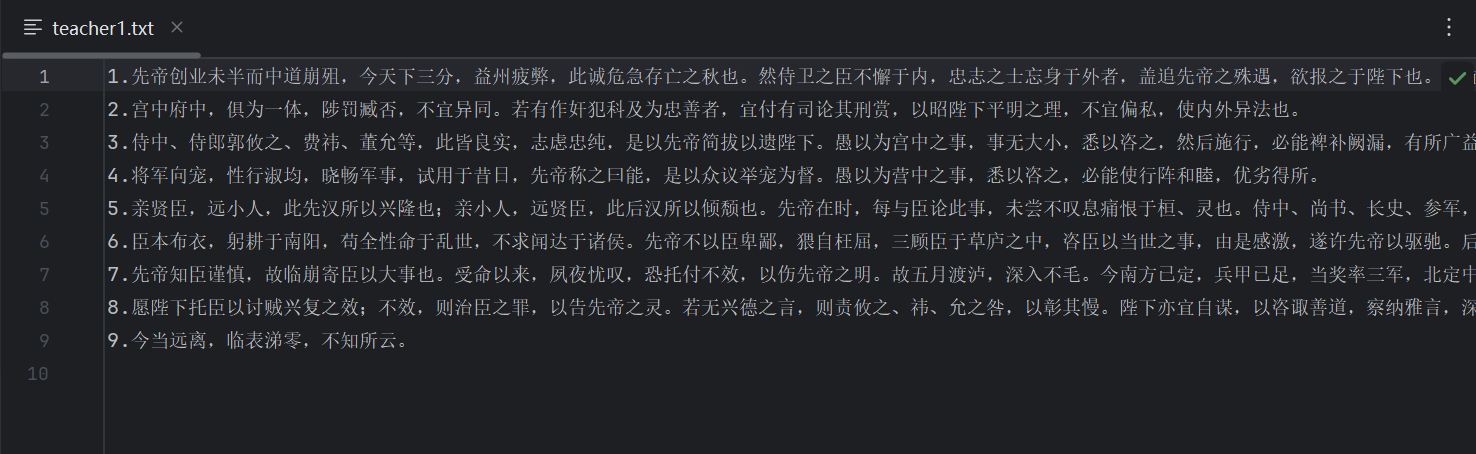 teacher1.txt
1 1.先帝创业未半而中道崩殂，今天下三分，益州疲弊，此诚危急存亡之秋也。然侍卫之臣不懈于内，忠志之士忘身于外者，盖追先帝之殊遇，欲报之于陛下也。
2 2.宫中府中，俱为一体，陟罚臧否，不宜异同。若有作奸犯科及为忠善者，宜付有司论其刑赏，以昭陛下平明之理，不宜偏私，使内外异法也。
3 3.侍中、侍郎郭攸之、费祎、董允等，此皆良实，志虑忠纯，是以先帝简拔以遗陛下。愚以为宫中之事，事无大小，悉以咨之，然后施行，必能裨补阙漏，有所广益
4 4.将军向宠，性行淑均，晓畅军事，试用于昔日，先帝称之曰能，是以众议举宠为督。愚以为营中之事，悉以咨之，必能使行阵和睦，优劣得所。
5 5.亲贤臣，远小人，此先汉所以兴隆也；亲小人，远贤臣，此后汉所以倾颓也。先帝在时，每与臣论此事，未尝不叹息痛恨于桓、灵也。侍中、尚书、长史、参军，
6 6.臣本布衣，躬耕于南阳，苟全性命于乱世，不求闻达于诸侯。先帝不以臣卑鄙，猥自枉屈，三顾臣于草庐之中，咨臣以当世之事，由是感激，遂许先帝以驱驰。后
7 7.先帝知臣谨慎，故临崩寄臣以大事也。受命以来，夙夜忧叹，恐托付不效，以伤先帝之明。故五月渡泸，深入不毛。今南方已定，兵甲已足，当奖率三军，北定中
8 8.愿陛下托臣以讨贼兴复之效；不效，则治臣之罪，以告先帝之灵。若无兴德之言，则责攸之、祎、允之咎，以彰其慢。陛下亦宜自谋，以咨诹善道，察纳雅言，深
9 9.今当远离，临表涕零，不知所云。
10